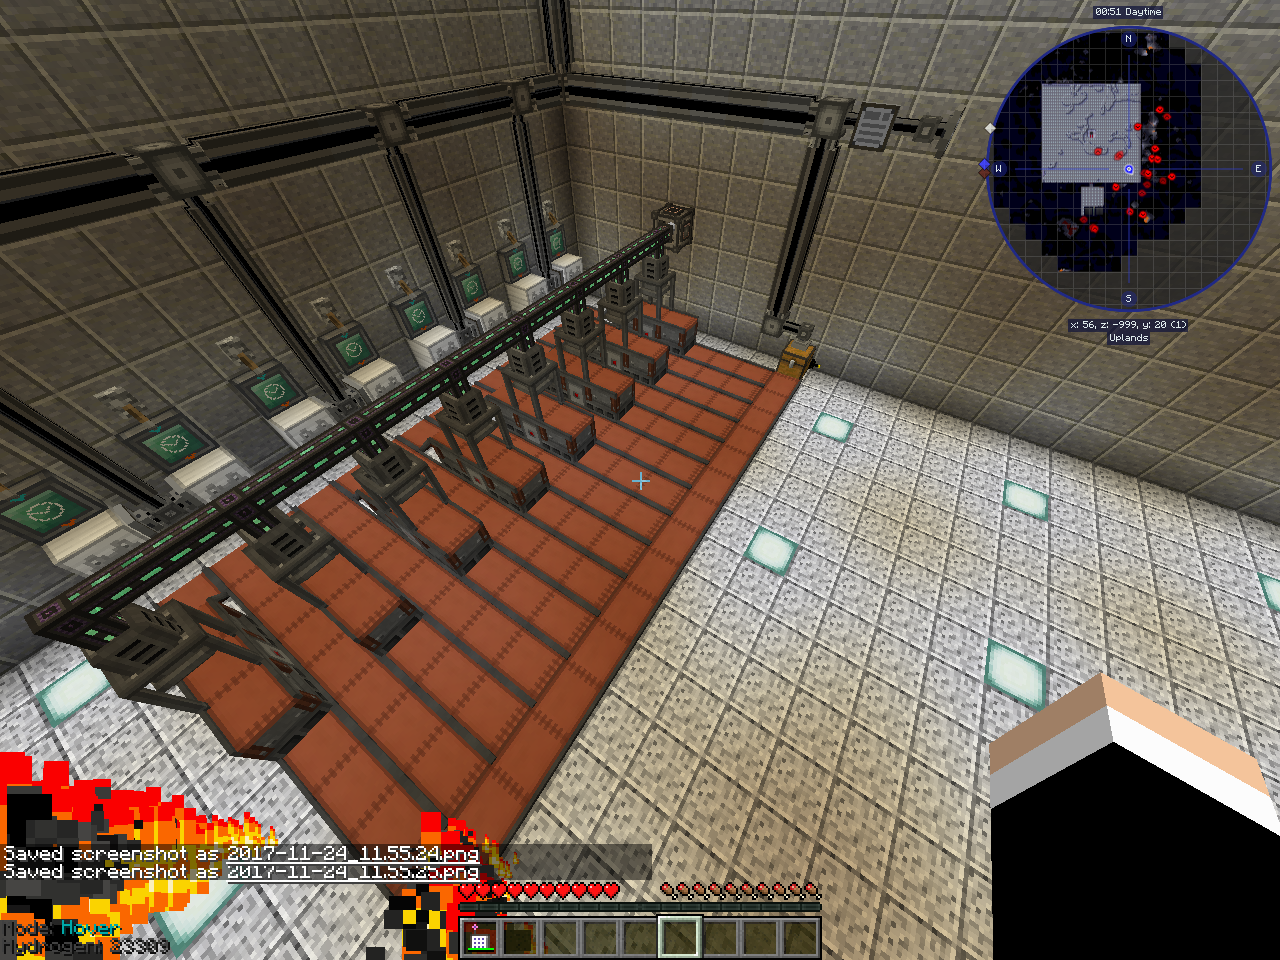 00:51 Daytime
N
W
E
S
x: 56, z: -999, y: 20 (1)
Uplands
Saved screenshot as 2017-11-24_11.55.24.png
Saved screenshot as 2017-11-24_11.55.25.png
Mode: Hover
Hydrogen: 23309